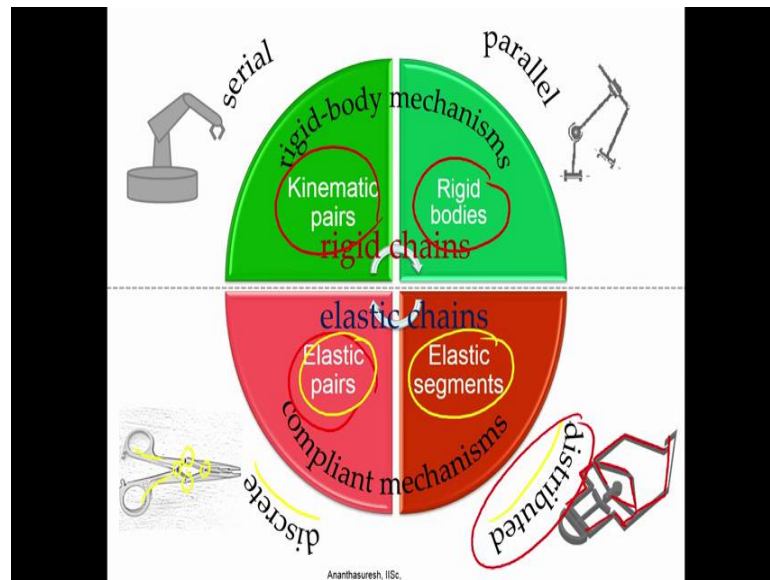 serial
parallel
rigid-body mechanisms
Kinematic
pairs
Rigid
bodies
rigid chains
elastic chains
Elastic
pairs
Elastic
segments
compliant mechanisms
discrete
distributed
Ananthasuresh, IISc,